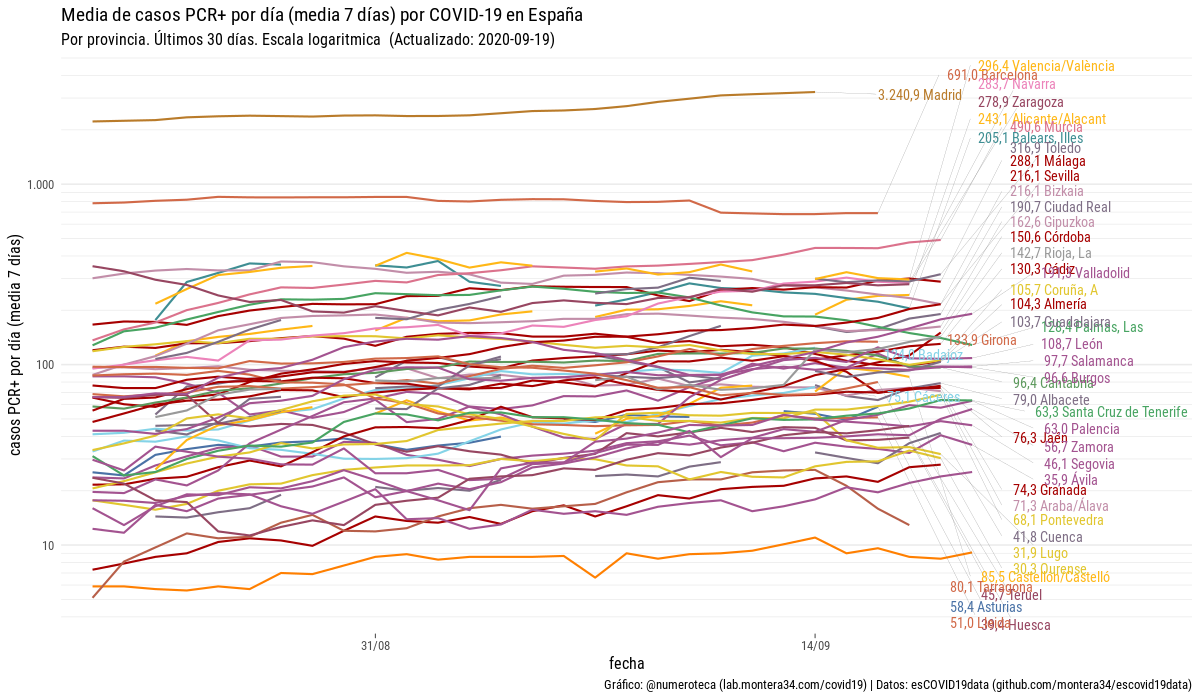 Media de casos PCR+ por día (media 7 días) por COVID-19 en España
Por provincia. Últimos 30 días. Escala logaritmica (Actualizado: 2020-09-19)
casos PCR+ por día (media 7 días)
1.000
100
10
31/08
14/09
fecha
296,4 Valencia/València
691,0 Barcelona
283,7 Navarra
3.240,9 Madrid
278,9 Zaragoza
243,1 Alicante/Alacant
490,6 Murcia
205,1 Balears, Illes
316,9 Toledo
288,1 Málaga
216,1 Sevilla
216,1 Bizkaia
190,7 Ciudad Real
162,6 Gipuzkoa
150,6 Córdoba
142,7 Rioja, La
130,3 Cádiz
Valladolid
105,7 Coruña, A
104,3 Almería
103,7 Guadalajara
Palmas, Las
133,9 Girona
108,7 León
Badajoz
97,7 Salamanca
96,6 Burgos
96,4 Cantabria
75,1 Cáceres
79,0 Albacete
63,3 Santa Cruz de Tenerife
63,0 Palencia
76,3 Jaén
56,7 Zamora
46,1 Segovia
35,9 Ávila
74,3 Granada
71,3 Araba/Álava
68,1 Pontevedra
41,8 Cuenca
31,9 Lugo
30,3 Ourense
85,5 Castellón/Castelló
80,1 Tarragona
45,7 Teruel
58,4 Asturias
51,0 Lleida
39,4 Huesca
Gráfico: @numeroteca (lab.montera34.com/covid19) | Datos: esCOVID19data (github.com/montera34/escovid19data)